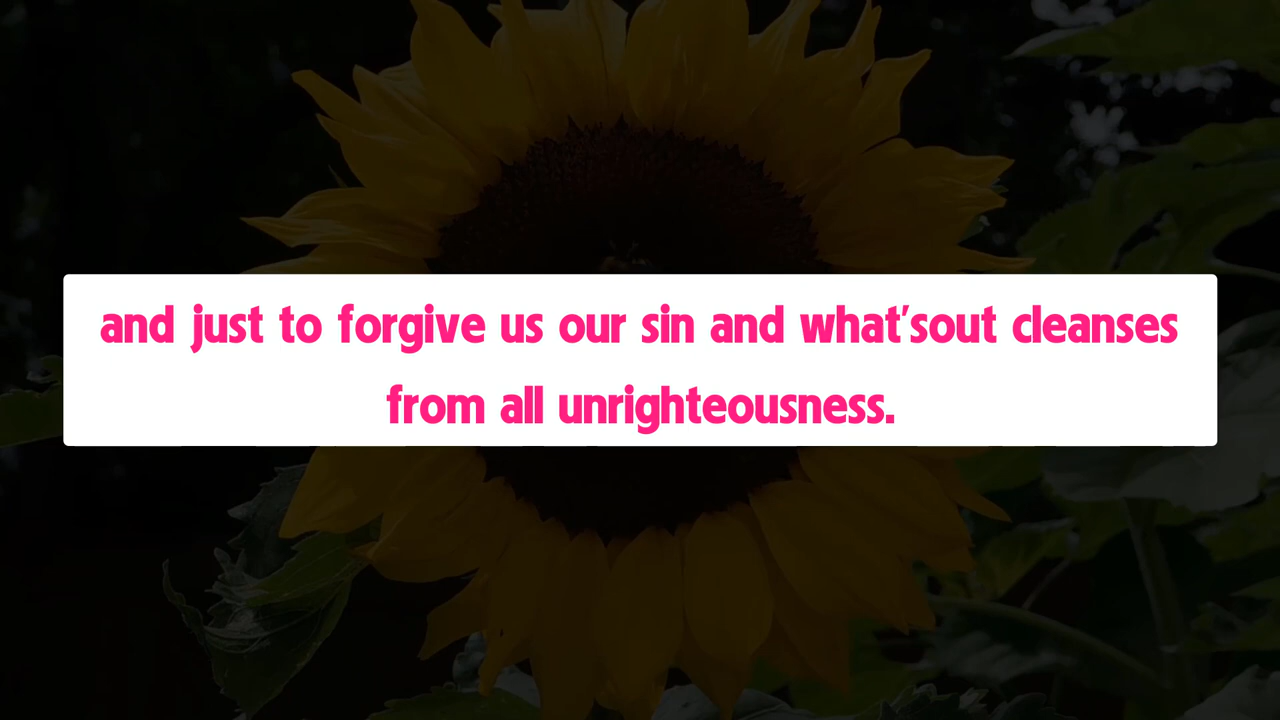 and just to forgive us our sin and what'sout cleanses
from all unrighteousness.